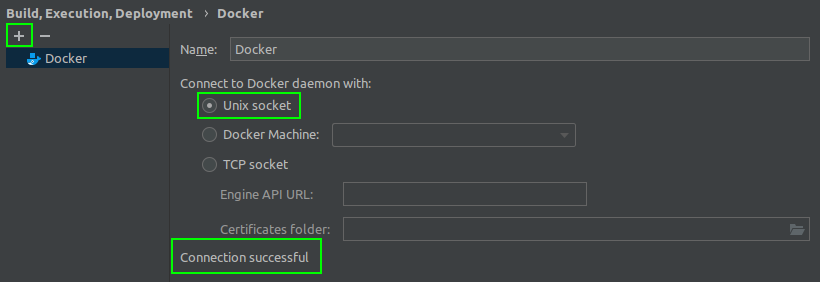 Build, Execution, Deployment › Docker
Docker
Name: Docker
Connect to Docker daemon with:
Unix socket
Docker Machine:
TCP socket
Engine API URL:
Certificates folder:
Connection successful